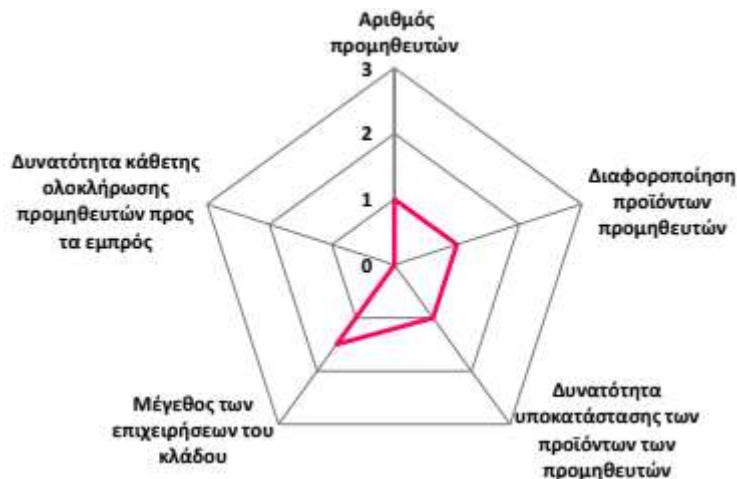 Αριθμός
προμηθευτών
3
2
1
0
Διαφοροποίηση
προϊόντων
προμηθευτών
Δυνατότητα
υποκατάστασης των
προϊόντων των
προμηθευτών
Μέγεθος των
επιχειρήσεων του
κλάδου
Δυνατότητα κάθετης
ολοκλήρωσης
προμηθευτών προς
τα εμπρός